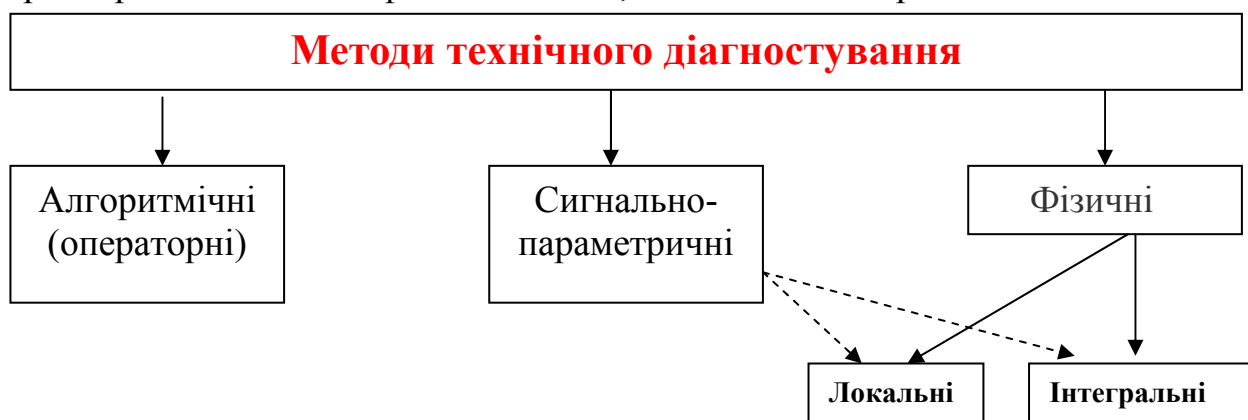 Методи технічного діагностування
Алгоритмічні
(операторні)
Сигнально-
параметричні
Фізичні
Локальні
Інтегральні